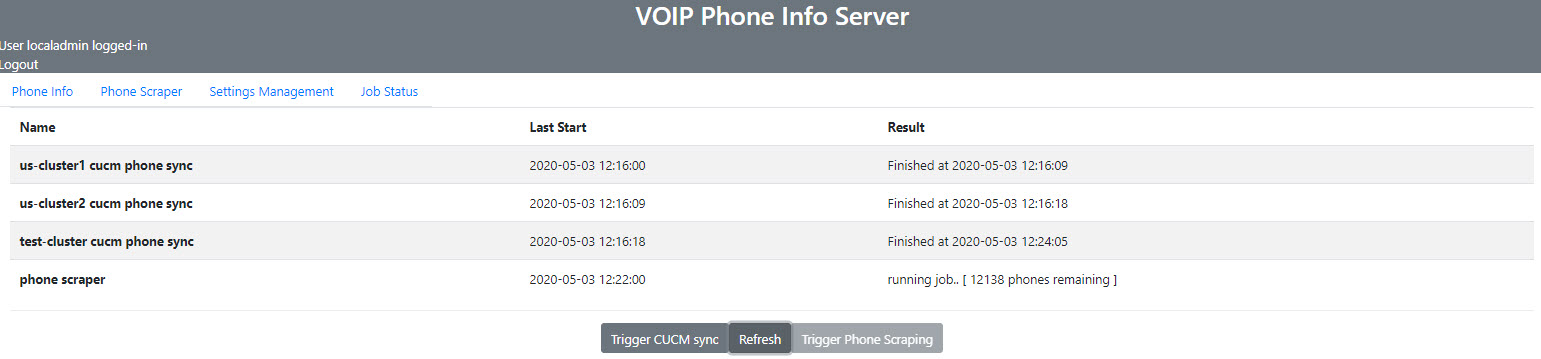 VOIP Phone Info Server
User localadmin logged-in
Logout
Phone Info Phone Scraper Settings Management Job Status
Name Last Start Result
us-cluster1 cucm phone sync 2020-05-03 12:16:00 Finished at 2020-05-03 12:16:09
us-cluster2 cucm phone sync 2020-05-03 12:16:09 Finished at 2020-05-03 12:16:18
test-cluster cucm phone sync 2020-05-03 12:16:18 Finished at 2020-05-03 12:24:05
phone scraper 2020-05-03 12:22:00 running job.. [ 12138 phones remaining ]
Trigger CUCM sync Refresh Trigger Phone Scraping